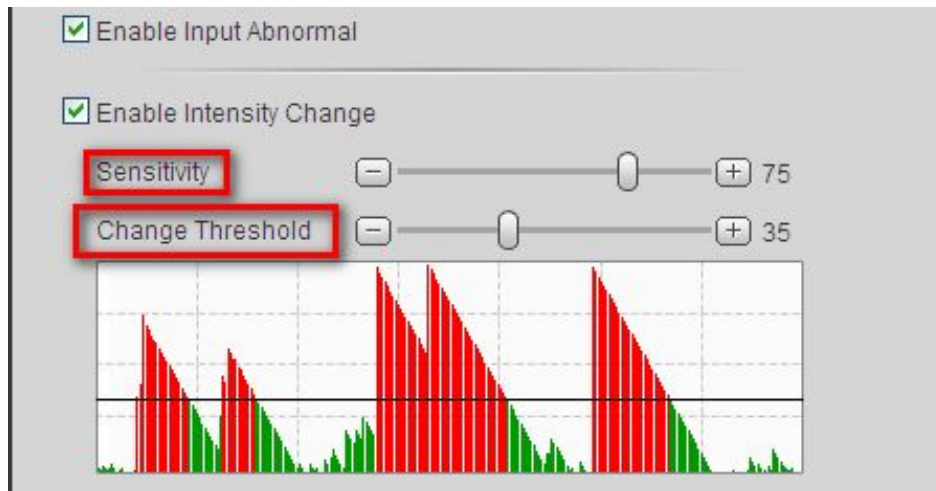 Enable Input Abnormal
Enable Intensity Change
Sensitivity 75
Change Threshold 35